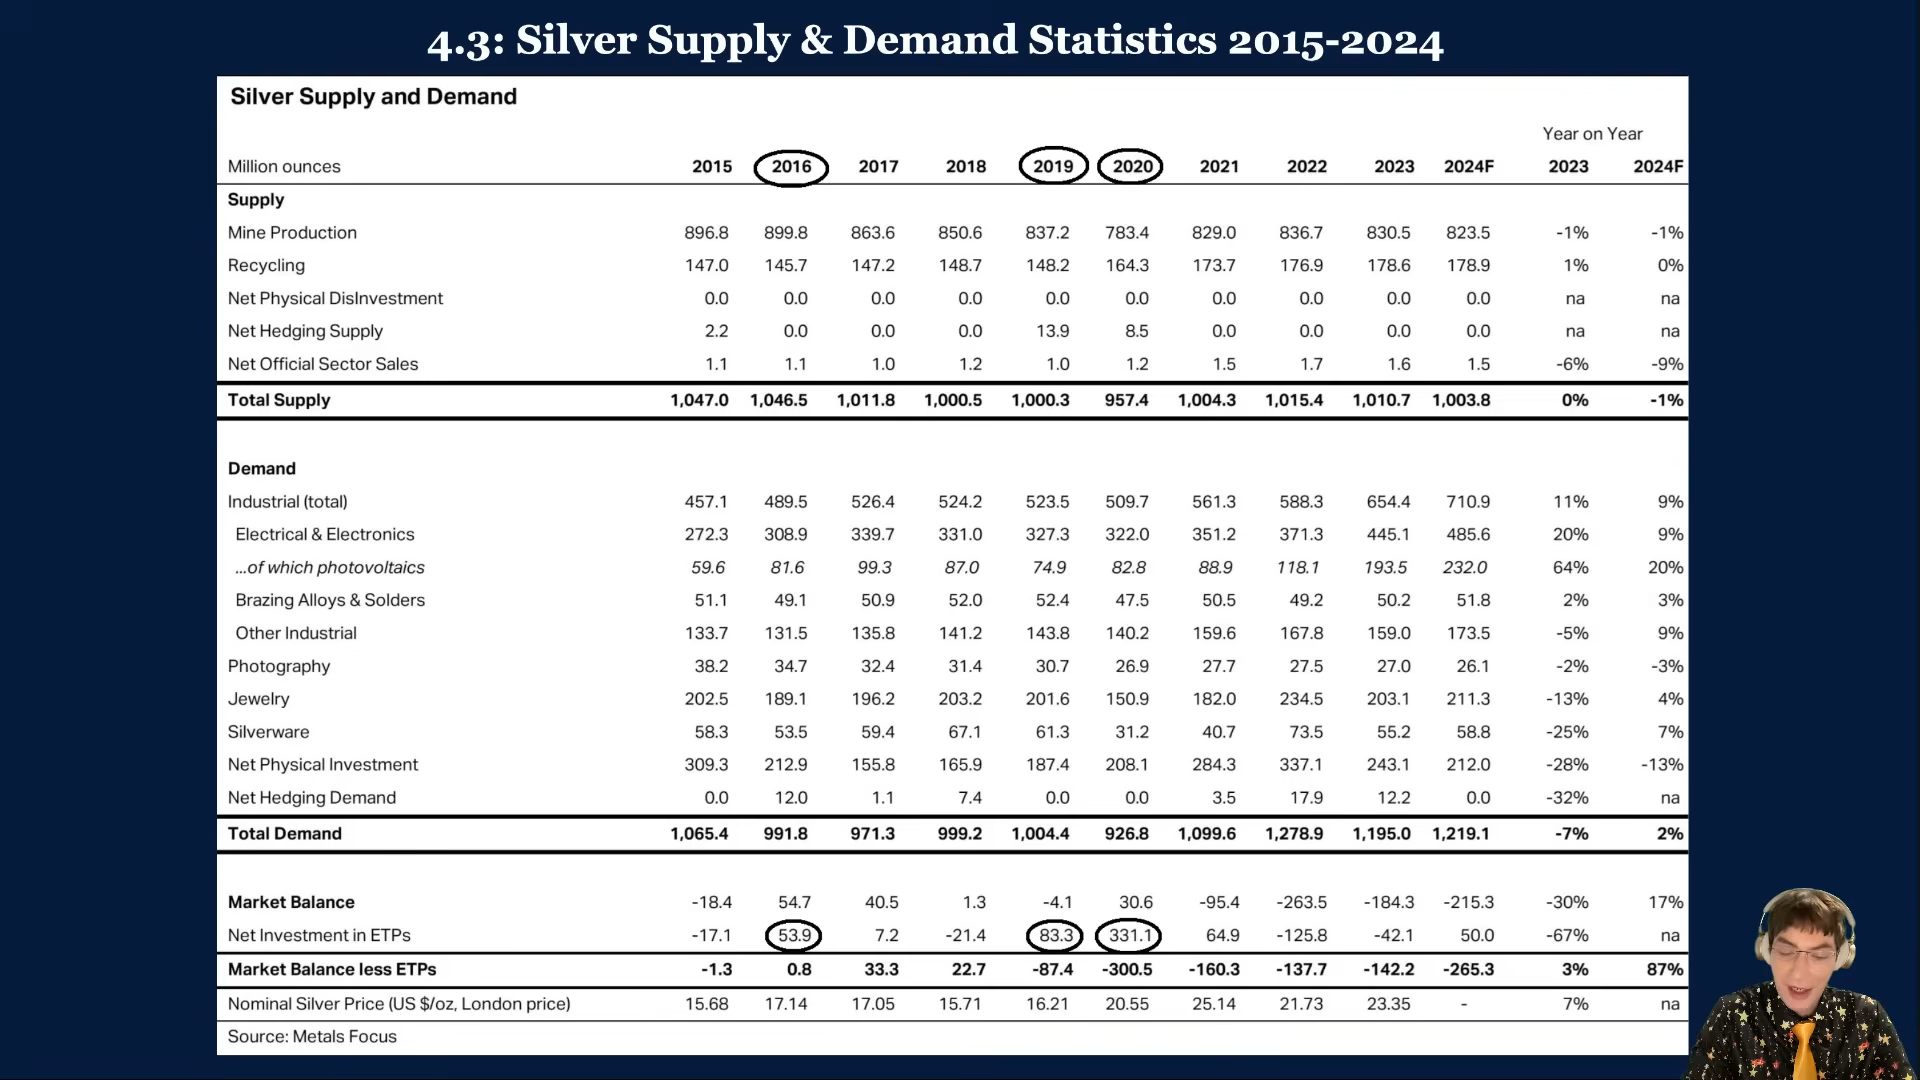 4.3: Silver Supply & Demand Statistics 2015-2024
Silver Supply and Demand
Year on Year
Million ounces 2015 2016 2017 2018 2019 2020 2021 2022 2023 2024F 2023 2024F
Supply
Mine Production 896.8 899.8 863.6 850.6 837.2 783.4 829.0 836.7 830.5 823.5 -1% -1%
Recycling 147.0 145.7 147.2 148.7 148.2 164.3 173.7 176.9 178.6 178.9 1% 0%
Net Physical DisInvestment 0.0 0.0 0.0 0.0 0.0 0.0 0.0 0.0 0.0 0.0 na na
Net Hedging Supply 2.2 0.0 0.0 0.0 13.9 8.5 0.0 0.0 0.0 0.0 na na
Net Official Sector Sales 1.1 1.1 1.0 1.2 1.0 1.2 1.5 1.7 1.6 1.5 -6% -9%
Total Supply 1,047.0 1,046.5 1,011.8 1,000.5 1,000.3 957.4 1,004.3 1,015.4 1,010.7 1,003.8 0% -1%
Demand
Industrial (total) 457.1 489.5 526.4 524.2 523.5 509.7 561.3 588.3 654.4 710.9 11% 9%
Electrical & Electronics 272.3 308.9 339.7 331.0 327.3 322.0 351.2 371.3 445.1 485.6 20% 9%
...of which photovoltaics 59.6 81.6 99.3 87.0 74.9 82.8 88.9 118.1 193.5 232.0 64% 20%
Brazing Alloys & Solders 51.1 49.1 50.9 52.0 52.4 47.5 50.5 49.2 50.2 51.8 2% 3%
Other Industrial 133.7 131.5 135.8 141.2 143.8 140.2 159.6 167.8 159.0 173.5 -5% 9%
Photography 38.2 34.7 32.4 31.4 30.7 26.9 27.7 27.5 27.0 26.1 -2% -3%
Jewelry 202.5 189.1 196.2 203.2 201.6 150.9 182.0 234.5 203.1 211.3 -13% 4%
Silverware 58.3 53.5 59.4 67.1 61.3 31.2 40.7 73.5 55.2 58.8 -25% 7%
Net Physical Investment 309.3 212.9 155.8 165.9 187.4 208.1 284.3 337.1 243.1 212.0 -28% -13%
Net Hedging Demand 0.0 12.0 1.1 7.4 0.0 0.0 3.5 17.9 12.2 0.0 -32% na
Total Demand 1,065.4 991.8 971.3 999.2 1,004.4 926.8 1,099.6 1,278.9 1,195.0 1,219.1 -7% 2%
Market Balance -18.4 54.7 40.5 1.3 -4.1 30.6 -95.4 -263.5 -184.3 -215.3 -30% 17%
Net Investment in ETPs -17.1 53.9 7.2 -21.4 83.3 331.1 64.9 -125.8 -42.1 50.0 -67% na
Market Balance less ETPs -1.3 0.8 33.3 22.7 -87.4 -300.5 -160.3 -137.7 -142.2 -265.3 3% 87%
Nominal Silver Price (US $/oz, London price) 15.68 17.14 17.05 15.71 16.21 20.55 25.14 21.73 23.35 - 7% na
Source: Metals Focus